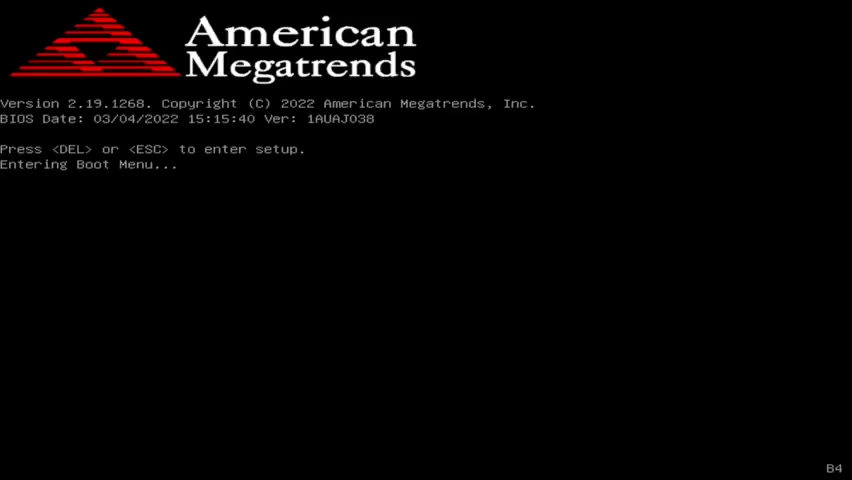 American
Megatrends
Version 2.19.1268. Copyright (C) 2022 American Megatrends, Inc.
BIOS Date: 03/04/2022 15:15:40 Ver: 1AUAJ038
Press <DEL> or <ESC> to enter setup.
Entering Boot Menu...
B4